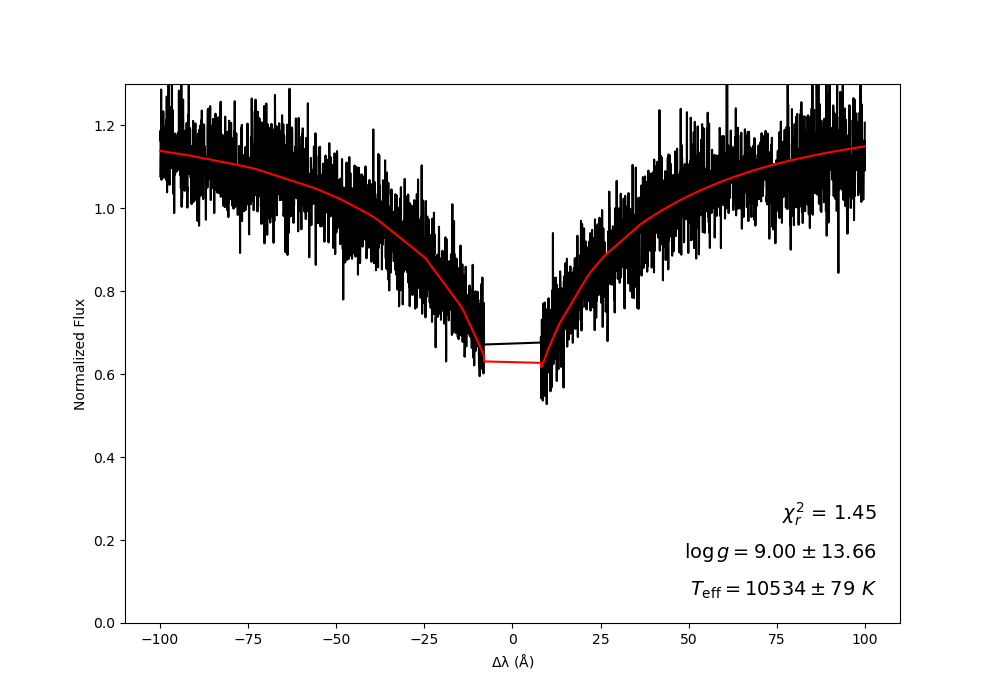 1.2
1.0
0.8
0.6
0.4
0.2
0.0
Normalized Flux
χ²ᵣ = 1.45
log g = 9.00 ± 13.66
T_eff = 10534 ± 79 K
−100 −75 −50 −25 0 25 50 75 100
Δλ (Å)